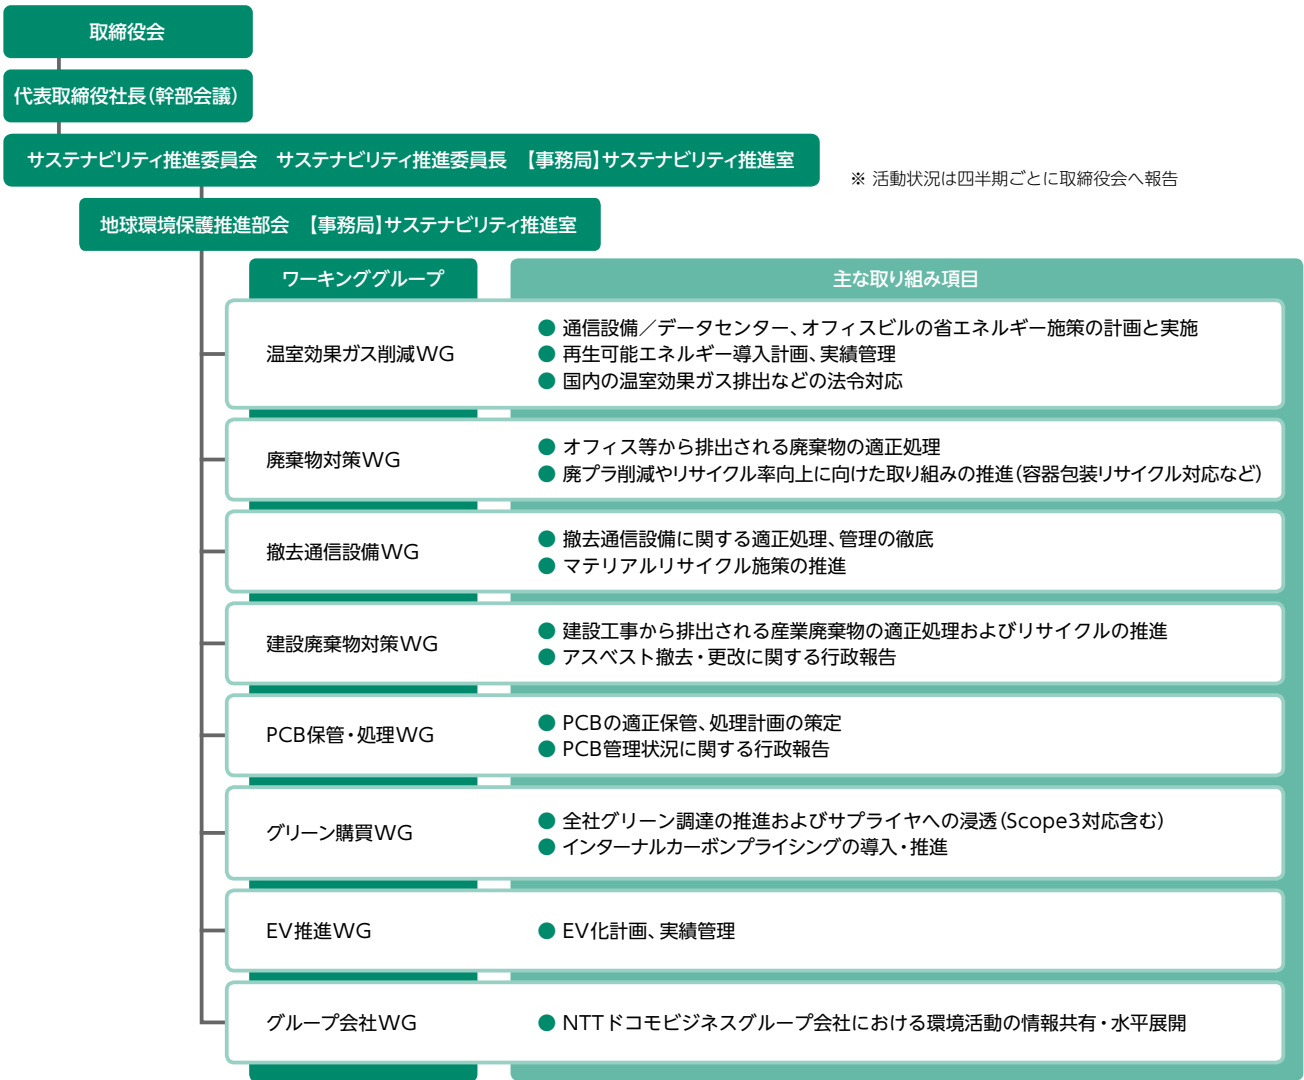 取締役会
代表取締役社長(幹部会議)
サステナビリティ推進委員会　サステナビリティ推進委員長　【事務局】サステナビリティ推進室
※ 活動状況は四半期ごとに取締役会へ報告
地球環境保護推進部会　【事務局】サステナビリティ推進室
ワーキンググループ
主な取り組み項目
温室効果ガス削減WG
● 通信設備／データセンター、オフィスビルの省エネルギー施策の計画と実施
● 再生可能エネルギー導入計画、実績管理
● 国内の温室効果ガス排出などの法令対応
廃棄物対策WG
● オフィス等から排出される廃棄物の適正処理
● 廃プラ削減やリサイクル率向上に向けた取り組みの推進(容器包装リサイクル対応など)
撤去通信設備WG
● 撤去通信設備に関する適正処理、管理の徹底
● マテリアルリサイクル施策の推進
建設廃棄物対策WG
● 建設工事から排出される産業廃棄物の適正処理およびリサイクルの推進
● アスベスト撤去・更改に関する行政報告
PCB保管・処理WG
● PCBの適正保管、処理計画の策定
● PCB管理状況に関する行政報告
グリーン購買WG
● 全社グリーン調達の推進およびサプライヤへの浸透(Scope3対応含む)
● インターナルカーボンプライシングの導入・推進
EV推進WG
● EV化計画、実績管理
グループ会社WG
● NTTドコモビジネスグループ会社における環境活動の情報共有・水平展開